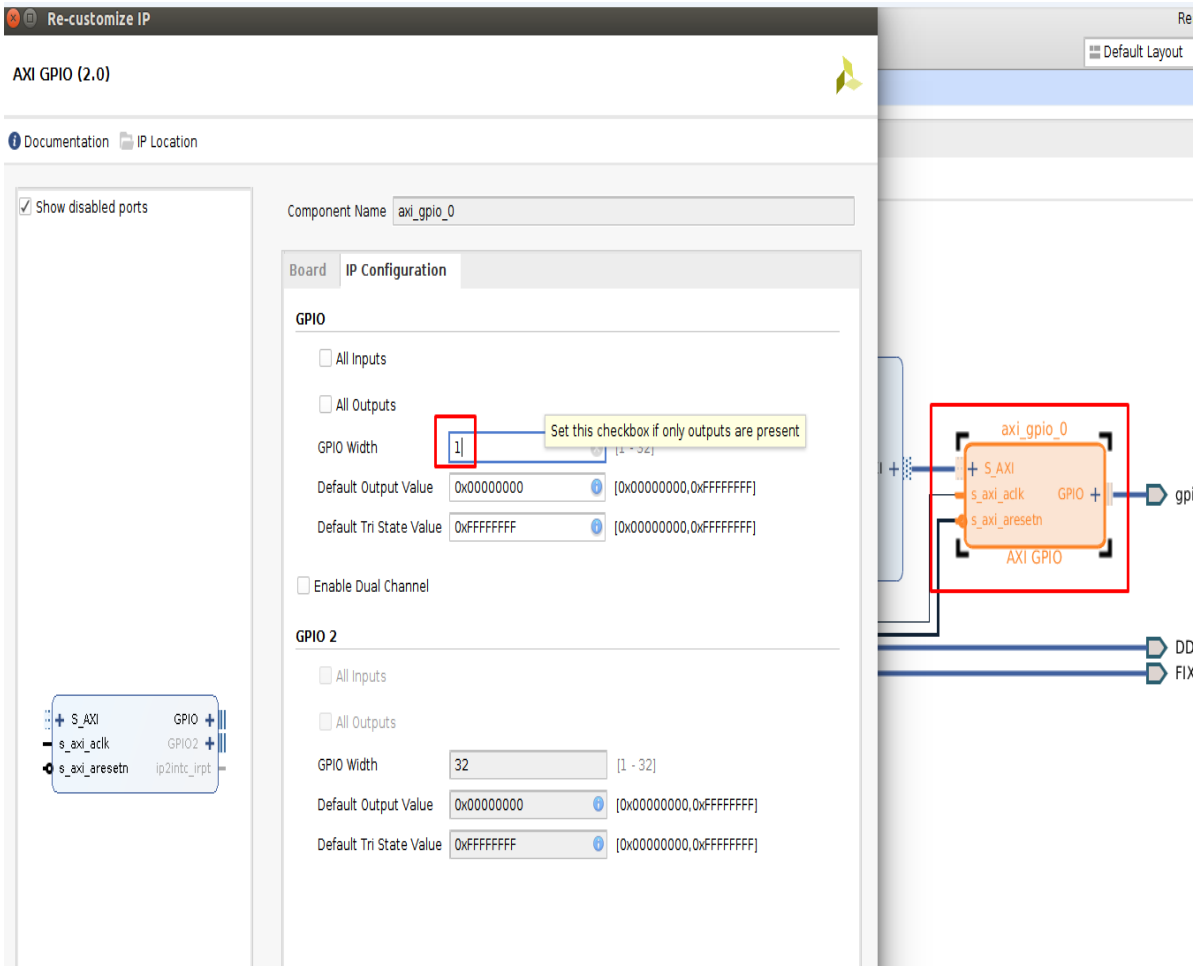 Re-customize IP
Re
Default Layout
AXI GPIO (2.0)
Documentation IP Location
Show disabled ports
Component Name axi_gpio_0
Board IP Configuration
GPIO
All Inputs
All Outputs
Set this checkbox if only outputs are present
GPIO Width 1 [1 - 32]
Default Output Value 0x00000000 [0x00000000,0xFFFFFFFF]
Default Tri State Value 0xFFFFFFFF [0x00000000,0xFFFFFFFF]
Enable Dual Channel
GPIO 2
All Inputs
All Outputs
GPIO Width 32 [1 - 32]
Default Output Value 0x00000000 [0x00000000,0xFFFFFFFF]
Default Tri State Value 0xFFFFFFFF [0x00000000,0xFFFFFFFF]
S_AXI GPIO
s_axi_aclk GPIO2
s_axi_aresetn ip2intc_irpt
axi_gpio_0
S_AXI
s_axi_aclk GPIO
s_axi_aresetn
AXI GPIO
gpi
DD
FIX